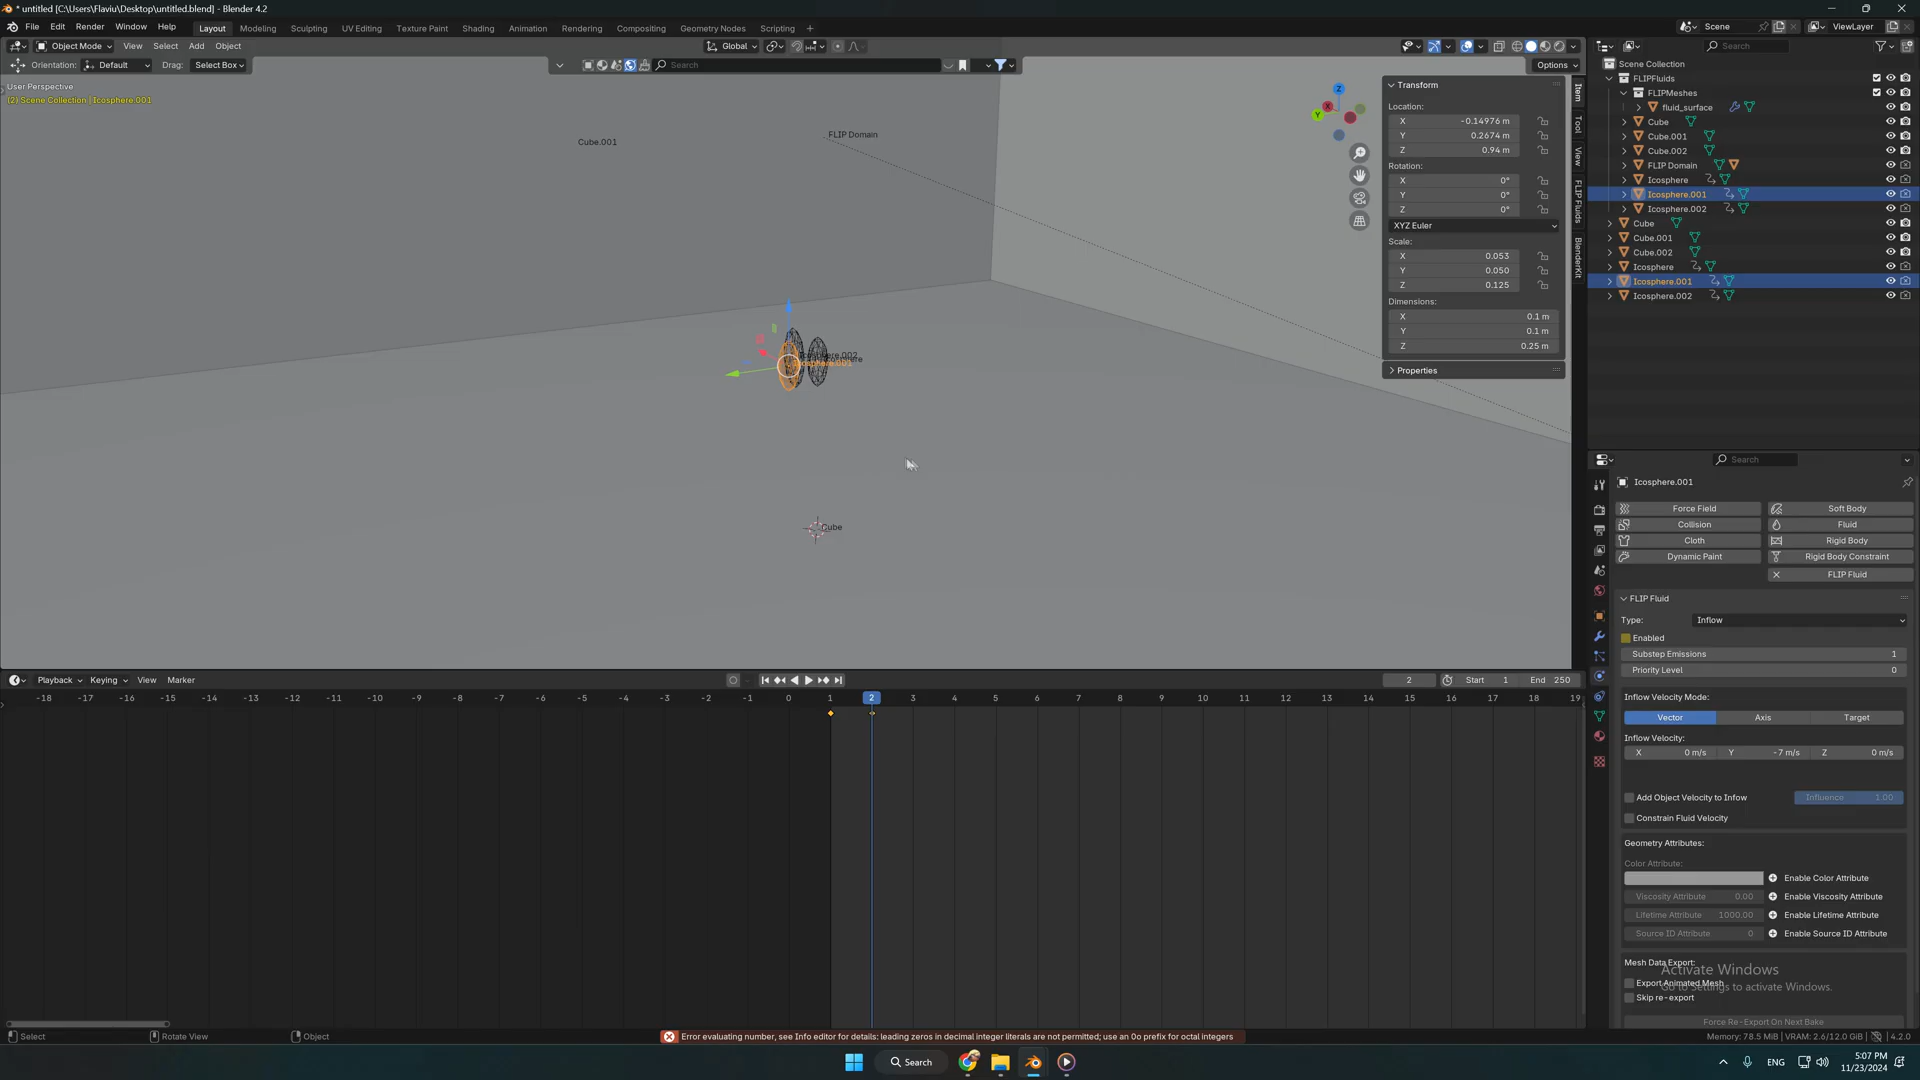 * untitled [C:\Users\Flaviu\Desktop\untitled.blend] - Blender 4.2
File Edit Render Window Help Layout Modeling Sculpting UV Editing Texture Paint Shading Animation Rendering Compositing Geometry Nodes Scripting + Scene ViewLayer
Object Mode View Select Add Object Global Search
Orientation: Default Drag: Select Box Search Options
User Perspective
(2) Scene Collection | Icosphere.001
Cube.001
FLIP Domain
Icosphere.002
Icosphere.001
Cube
X
Y
Z
Transform
Location:
X -0.14976 m
Y 0.2674 m
Z 0.94 m
Rotation:
X 0°
Y 0°
Z 0°
XYZ Euler
Scale:
X 0.053
Y 0.050
Z 0.125
Dimensions:
X 0.1 m
Y 0.1 m
Z 0.25 m
Properties
Item
Tool
View
FLIP Fluids
BlenderKit
Scene Collection
FLIPFluids
FLIPMeshes
fluid_surface
Cube
Cube.001
Cube.002
FLIP Domain
Icosphere
Icosphere.001
Icosphere.002
Cube
Cube.001
Cube.002
Icosphere
Icosphere.001
Icosphere.002
Search
Icosphere.001
Force Field Soft Body
Collision Fluid
Cloth Rigid Body
Dynamic Paint Rigid Body Constraint
FLIP Fluid
FLIP Fluid
Type: Inflow
Enabled
Substep Emissions 1
Priority Level 0
Inflow Velocity Mode:
Vector Axis Target
Inflow Velocity:
X 0 m/s Y -7 m/s Z 0 m/s
Add Object Velocity to Infow Influence 1.00
Constrain Fluid Velocity
Geometry Attributes:
Color Attribute:
Enable Color Attribute
Viscosity Attribute 0.00 Enable Viscosity Attribute
Lifetime Attribute 1000.00 Enable Lifetime Attribute
Source ID Attribute 0 Enable Source ID Attribute
Mesh Data Export:
Export Animated Mesh
Skip re-export
Force Re-Export On Next Bake
Activate Windows
Go to Settings to activate Windows.
Playback Keying View Marker 2 Start 1 End 250
-18 -17 -16 -15 -14 -13 -12 -11 -10 -9 -8 -7 -6 -5 -4 -3 -2 -1 0 1 2 3 4 5 6 7 8 9 10 11 12 13 14 15 16 17 18 19
Select Rotate View Object Error evaluating number, see Info editor for details: leading zeros in decimal integer literals are not permitted; use an 0o prefix for octal integers Memory: 78.5 MiB | VRAM: 2.6/12.0 GiB 4.2.0
Search ENG 5:07 PM
11/23/2024